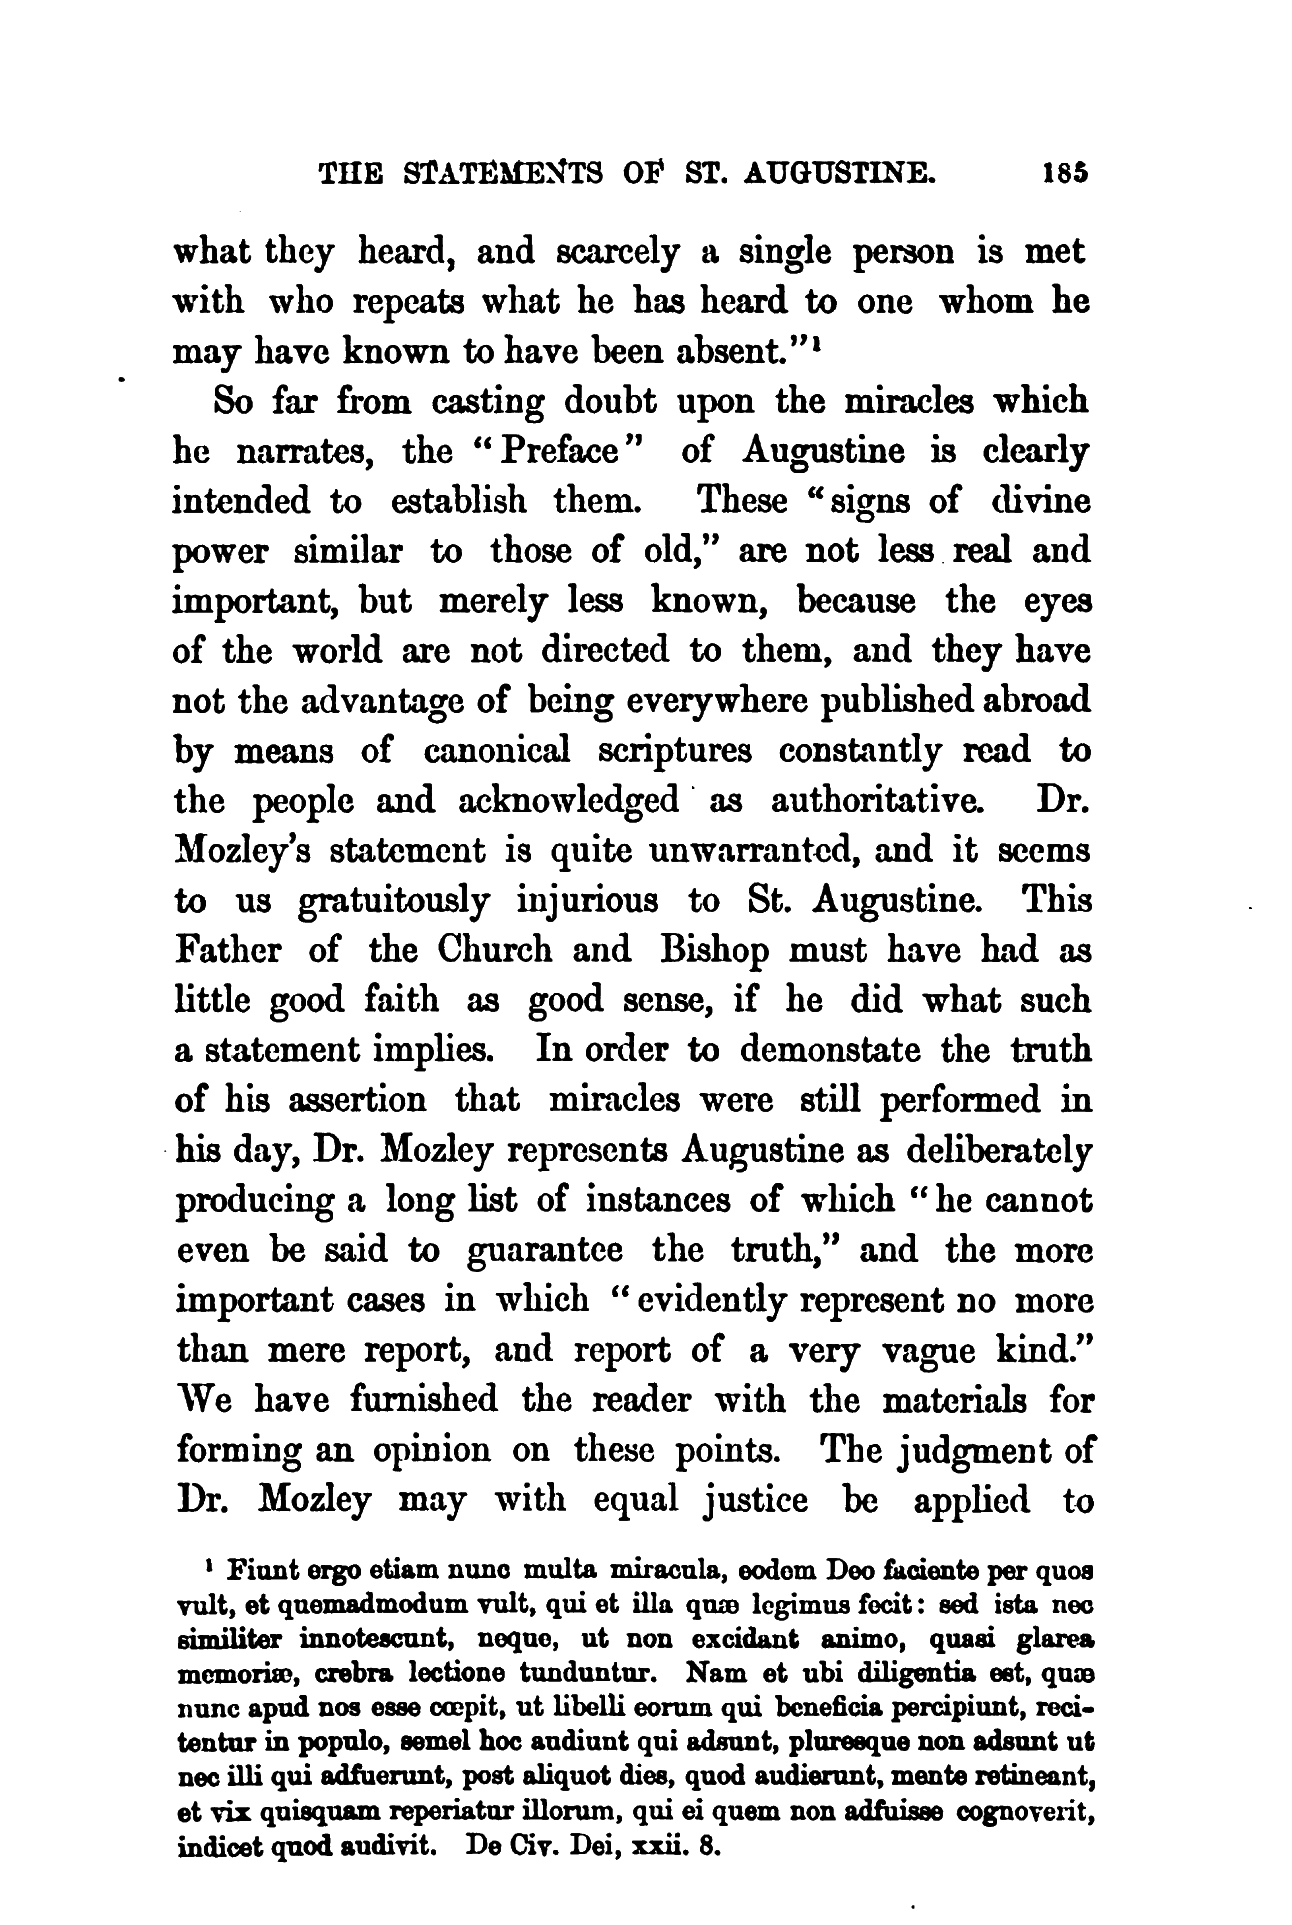 THE STATEMENTS OF ST. AUGUSTINE. 185
what they heard, and scarcely a single person is met
with who repeats what he has heard to one whom he
may have known to have been absent."¹
So far from casting doubt upon the miracles which
he narrates, the "Preface" of Augustine is clearly
intended to establish them. These "signs of divine
power similar to those of old," are not less real and
important, but merely less known, because the eyes
of the world are not directed to them, and they have
not the advantage of being everywhere published abroad
by means of canonical scriptures constantly read to
the people and acknowledged as authoritative. Dr.
Mozley's statement is quite unwarranted, and it seems
to us gratuitously injurious to St. Augustine. This
Father of the Church and Bishop must have had as
little good faith as good sense, if he did what such
a statement implies. In order to demonstate the truth
of his assertion that miracles were still performed in
his day, Dr. Mozley represents Augustine as deliberately
producing a long list of instances of which "he cannot
even be said to guarantee the truth," and the more
important cases in which "evidently represent no more
than mere report, and report of a very vague kind."
We have furnished the reader with the materials for
forming an opinion on these points. The judgment of
Dr. Mozley may with equal justice be applied to
¹ Fiunt ergo etiam nunc multa miracula, eodem Deo faciente per quos
vult, et quemadmodum vult, qui et illa quæ legimus fecit: sed ista nec
similiter innotescunt, neque, ut non excidant animo, quasi glarea
memoriæ, crebra lectione tunduntur. Nam et ubi diligentia est, quæ
nunc apud nos esse cœpit, ut libelli eorum qui beneficia percipiunt, reci-
tentur in populo, semel hoc audiunt qui adsunt, pluresque non adsunt ut
nec illi qui adfuerunt, post aliquot dies, quod audierunt, mente retineant,
et vix quisquam reperiatur illorum, qui ei quem non adfuisse cognoverit,
indicet quod audivit. De Civ. Dei, xxii. 8.